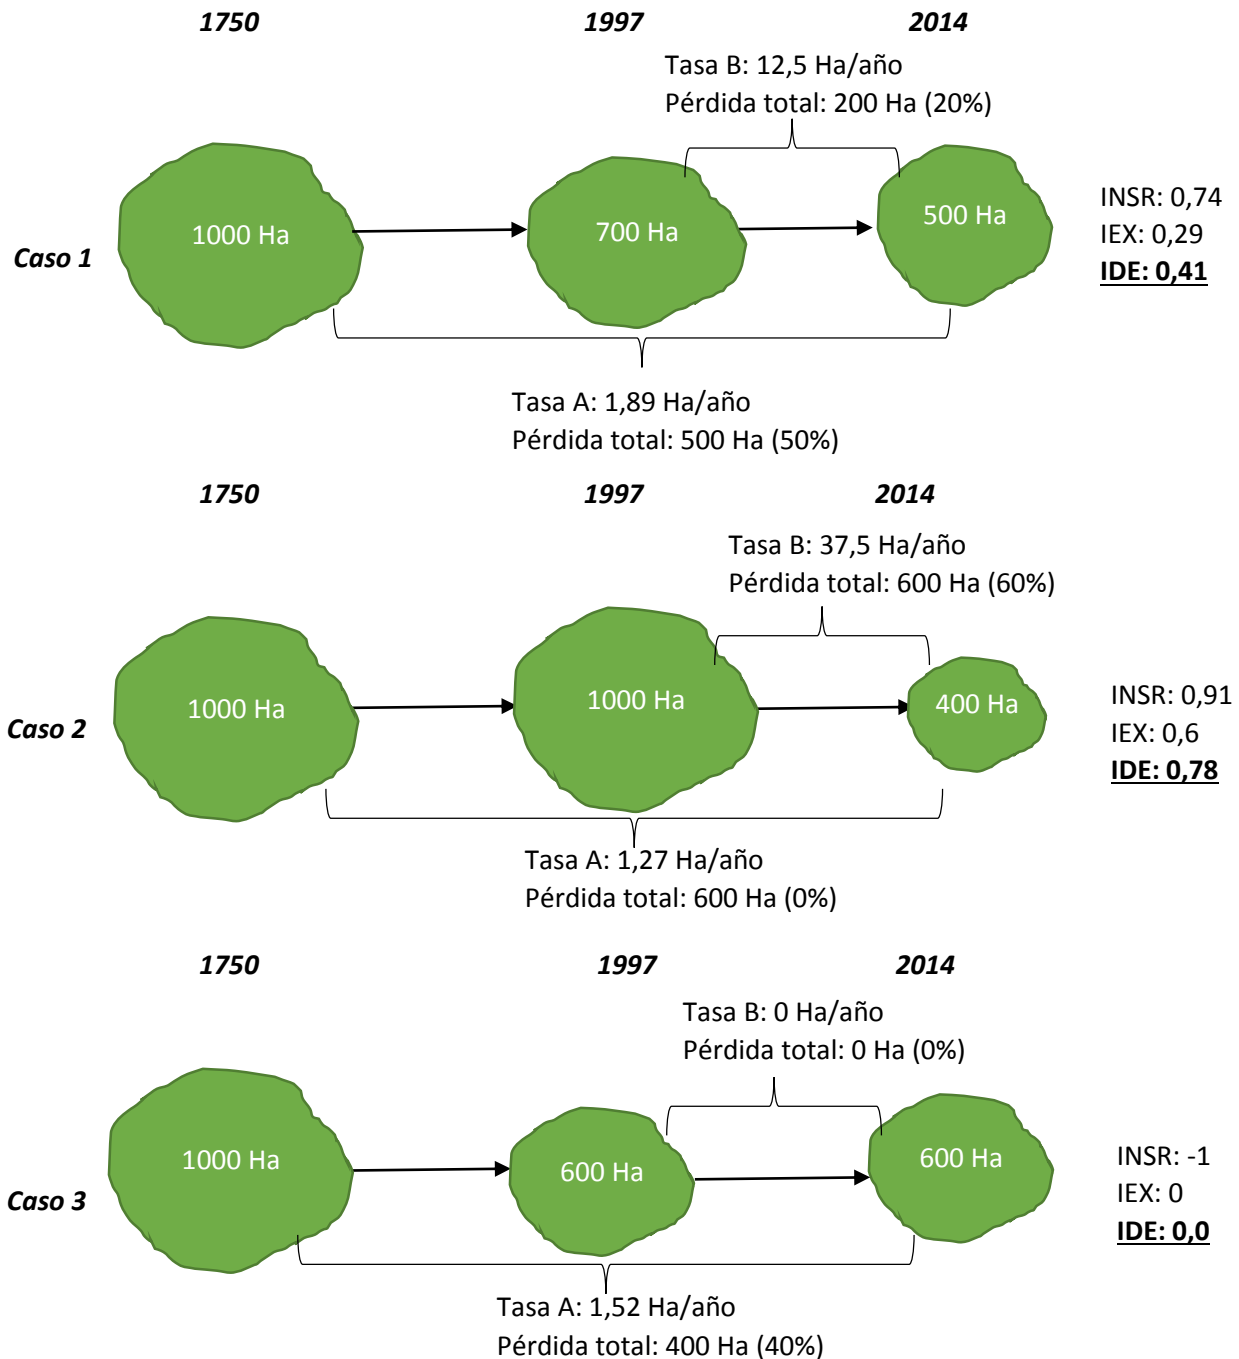 1750 1997 2014
Tasa B: 12,5 Ha/año
Pérdida total: 200 Ha (20%)
Caso 1
1000 Ha
700 Ha
500 Ha
INSR: 0,74
IEX: 0,29
IDE: 0,41
Tasa A: 1,89 Ha/año
Pérdida total: 500 Ha (50%)
1750 1997 2014
Tasa B: 37,5 Ha/año
Pérdida total: 600 Ha (60%)
Caso 2
1000 Ha
1000 Ha
400 Ha
INSR: 0,91
IEX: 0,6
IDE: 0,78
Tasa A: 1,27 Ha/año
Pérdida total: 600 Ha (0%)
1750 1997 2014
Tasa B: 0 Ha/año
Pérdida total: 0 Ha (0%)
Caso 3
1000 Ha
600 Ha
600 Ha
INSR: -1
IEX: 0
IDE: 0,0
Tasa A: 1,52 Ha/año
Pérdida total: 400 Ha (40%)